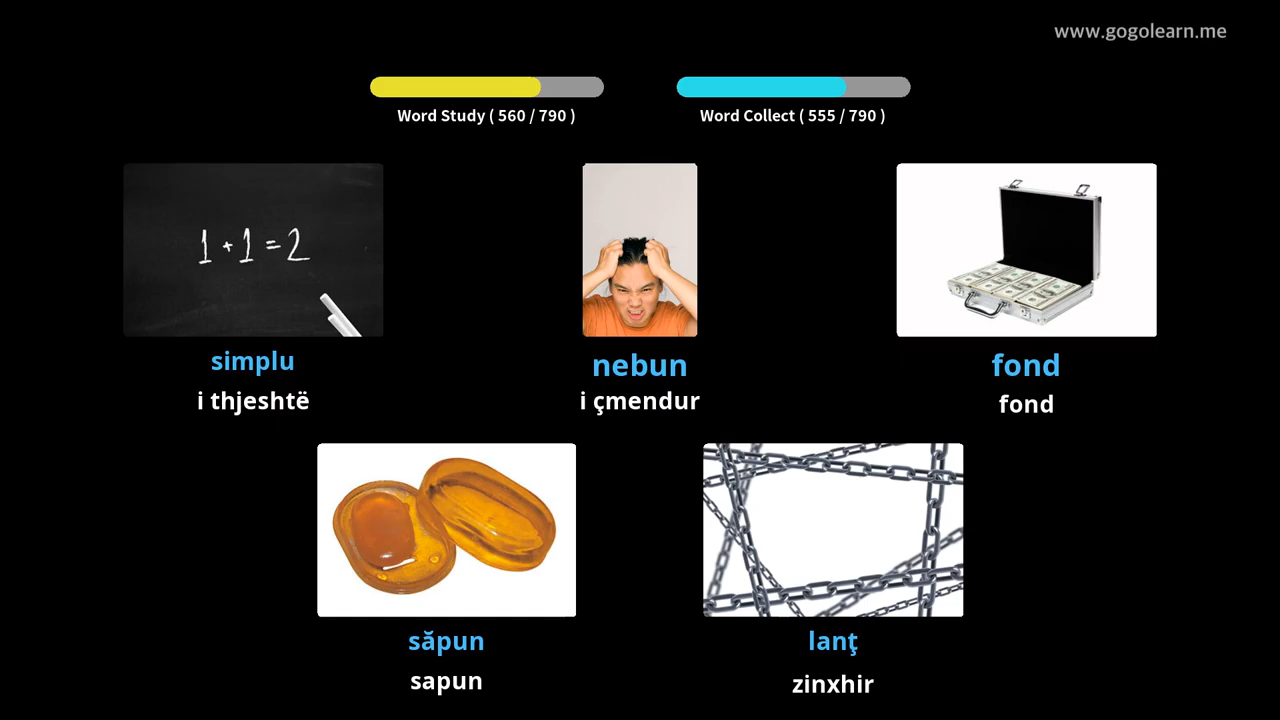 www.gogolearn.me
Word Study ( 560 / 790 )
Word Collect ( 555 / 790 )
1 + 1 = 2
simplu
i thjeshtë
nebun
i çmendur
fond
fond
săpun
sapun
lanţ
zinxhir